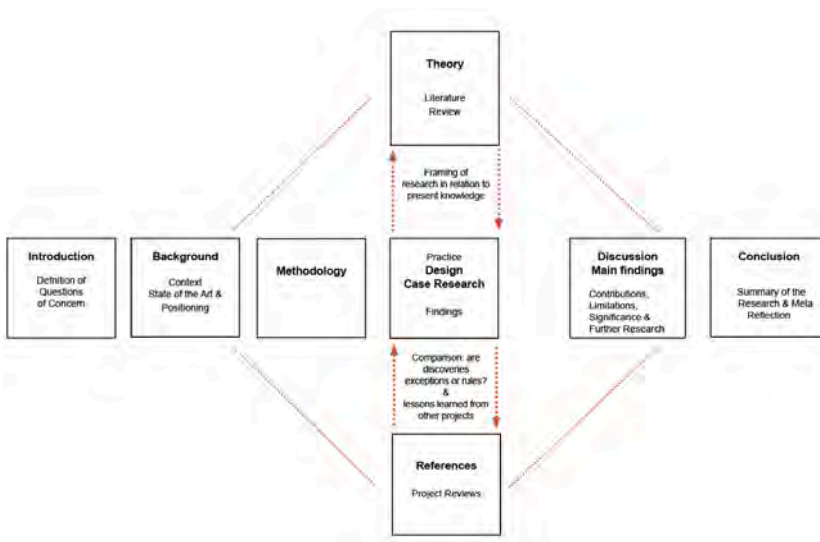 Theory
Literature
Review
Framing of
research in relation to
present knowledge
Introduction
Definition of
Questions
of Concern
Background
Context
State of the Art &
Positioning
Methodology
Practice
Design
Case Research
Findings
Discussion
Main findings
Contributions,
Limitations,
Significance &
Further Research
Conclusion
Summary of the
Research & Meta
Reflection
Comparison: are
discoveries
exceptions or rules?
&
lessons learned from
other projects
References
Project Reviews